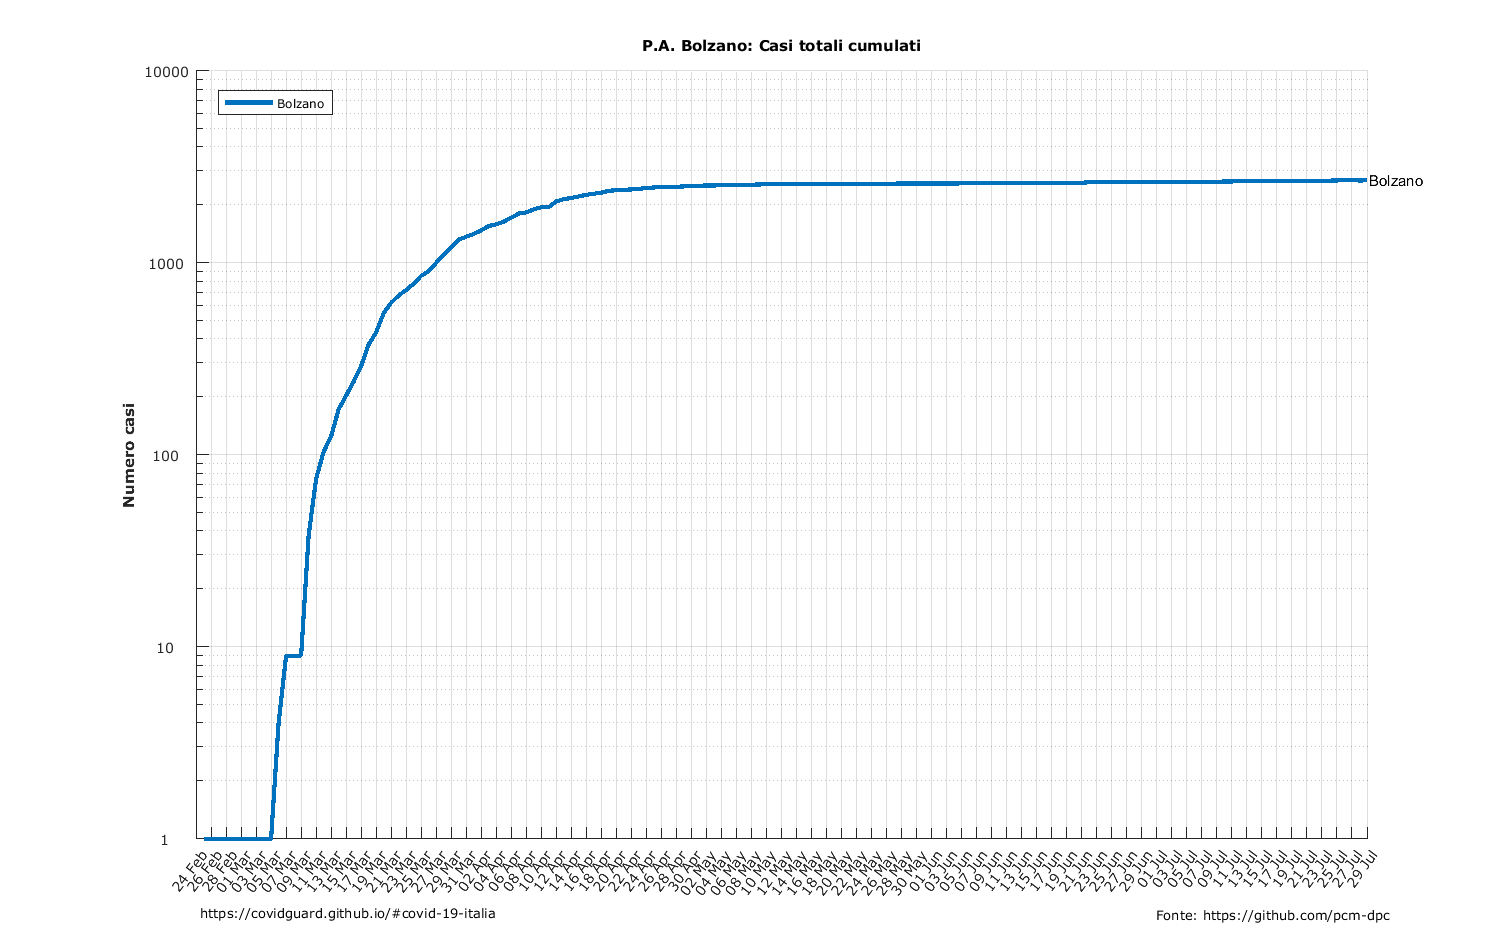 P.A. Bolzano: Casi totali cumulati
Bolzano
10000
1000
100
10
1
Numero casi
Bolzano
24 Feb
26 Feb
28 Feb
01 Mar
03 Mar
05 Mar
07 Mar
09 Mar
11 Mar
13 Mar
15 Mar
17 Mar
19 Mar
21 Mar
23 Mar
25 Mar
27 Mar
29 Mar
31 Mar
02 Apr
04 Apr
06 Apr
08 Apr
10 Apr
12 Apr
14 Apr
16 Apr
18 Apr
20 Apr
22 Apr
24 Apr
26 Apr
28 Apr
30 Apr
02 May
04 May
06 May
08 May
10 May
12 May
14 May
16 May
18 May
20 May
22 May
24 May
26 May
28 May
30 May
01 Jun
03 Jun
05 Jun
07 Jun
09 Jun
11 Jun
13 Jun
15 Jun
17 Jun
19 Jun
21 Jun
23 Jun
25 Jun
27 Jun
29 Jun
01 Jul
03 Jul
05 Jul
07 Jul
09 Jul
11 Jul
13 Jul
15 Jul
17 Jul
19 Jul
21 Jul
23 Jul
25 Jul
27 Jul
29 Jul
https://covidguard.github.io/#covid-19-italia
Fonte: https://github.com/pcm-dpc